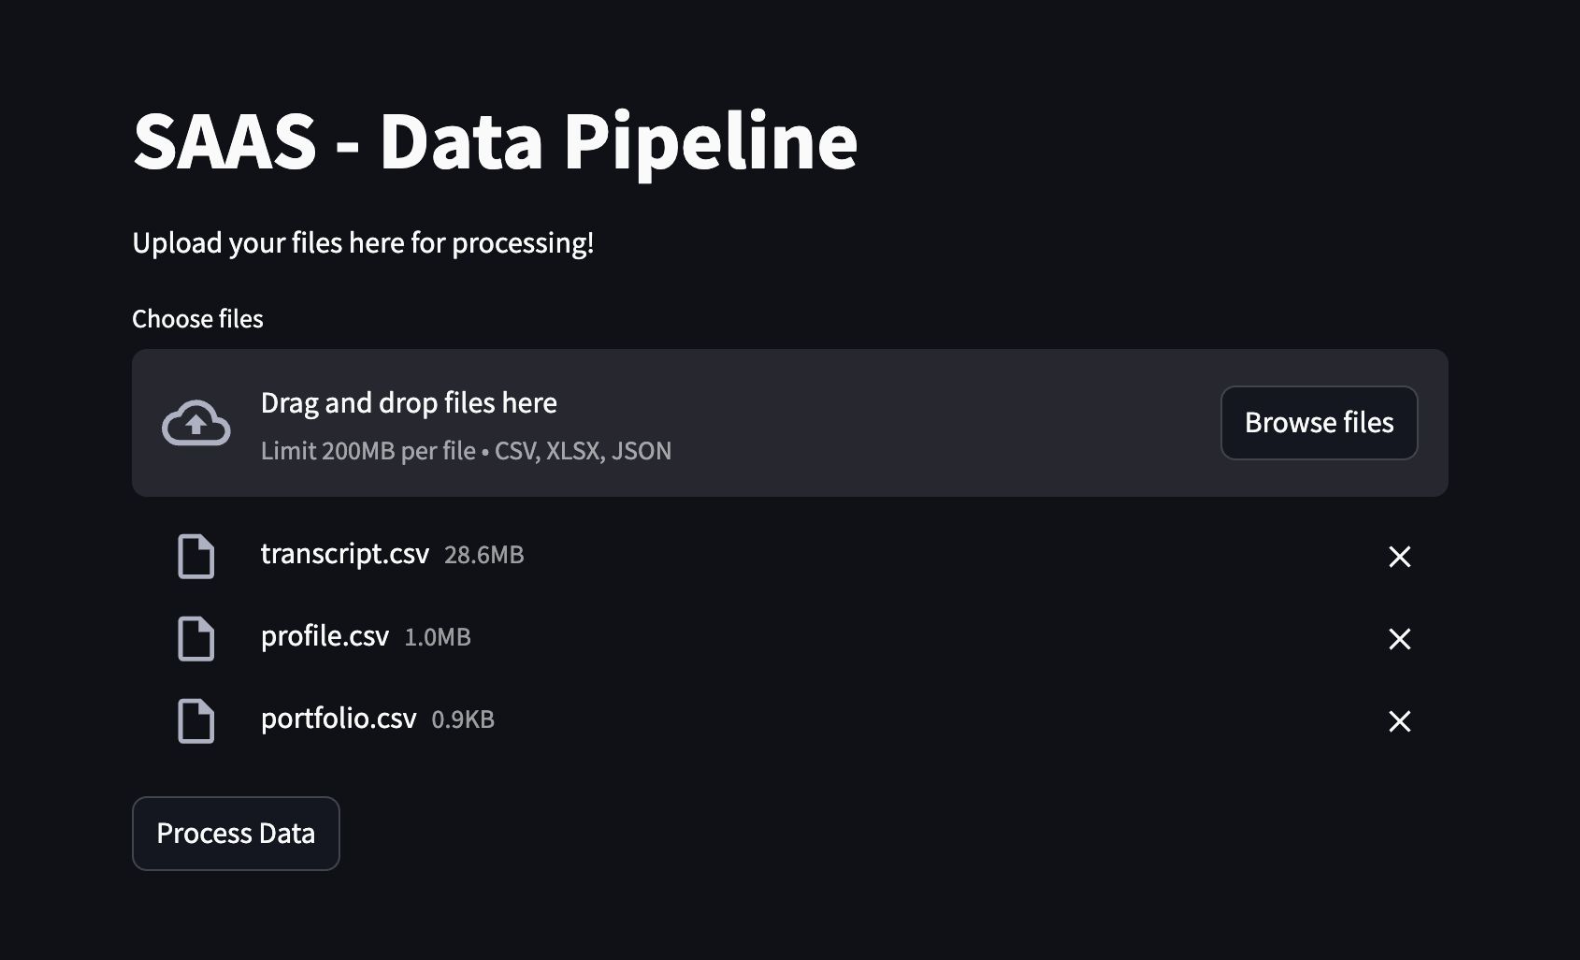 SAAS - Data Pipeline
Upload your files here for processing!
Choose files
Drag and drop files here
Limit 200MB per file • CSV, XLSX, JSON
Browse files
transcript.csv 28.6MB
profile.csv 1.0MB
portfolio.csv 0.9KB
Process Data